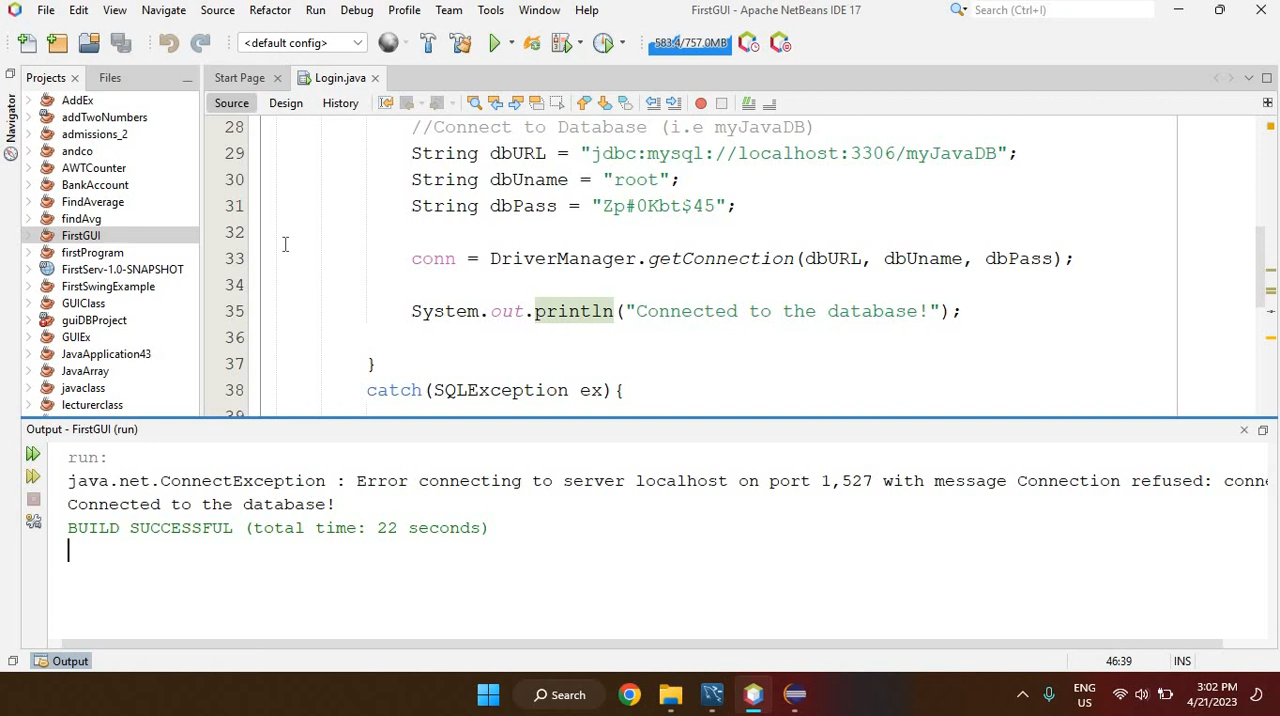 FirstGUI - Apache NetBeans IDE 17
File Edit View Navigate Source Refactor Run Debug Profile Team Tools Window Help
Search (Ctrl+I)
<default config>
583.4/757.0MB
Projects Files
Start Page Login.java
Source Design History
Navigator
AddEx
addTwoNumbers
admissions_2
andco
AWTCounter
BankAccount
FindAverage
findAvg
FirstGUI
firstProgram
FirstServ-1.0-SNAPSHOT
FirstSwingExample
GUIClass
guiDBProject
GUIEx
JavaApplication43
JavaArray
javaclass
lecturerclass
28 //Connect to Database (i.e myJavaDB)
29 String dbURL = "jdbc:mysql://localhost:3306/myJavaDB";
30 String dbUname = "root";
31 String dbPass = "Zp#0Kbt$45";
32
33 conn = DriverManager.getConnection(dbURL, dbUname, dbPass);
34
35 System.out.println("Connected to the database!");
36
37 }
38 catch(SQLException ex){
39
Output - FirstGUI (run)
run:
java.net.ConnectException : Error connecting to server localhost on port 1,527 with message Connection refused: conne
Connected to the database!
BUILD SUCCESSFUL (total time: 22 seconds)
Output
46:39 INS
Search
ENG
US
3:02 PM
4/21/2023